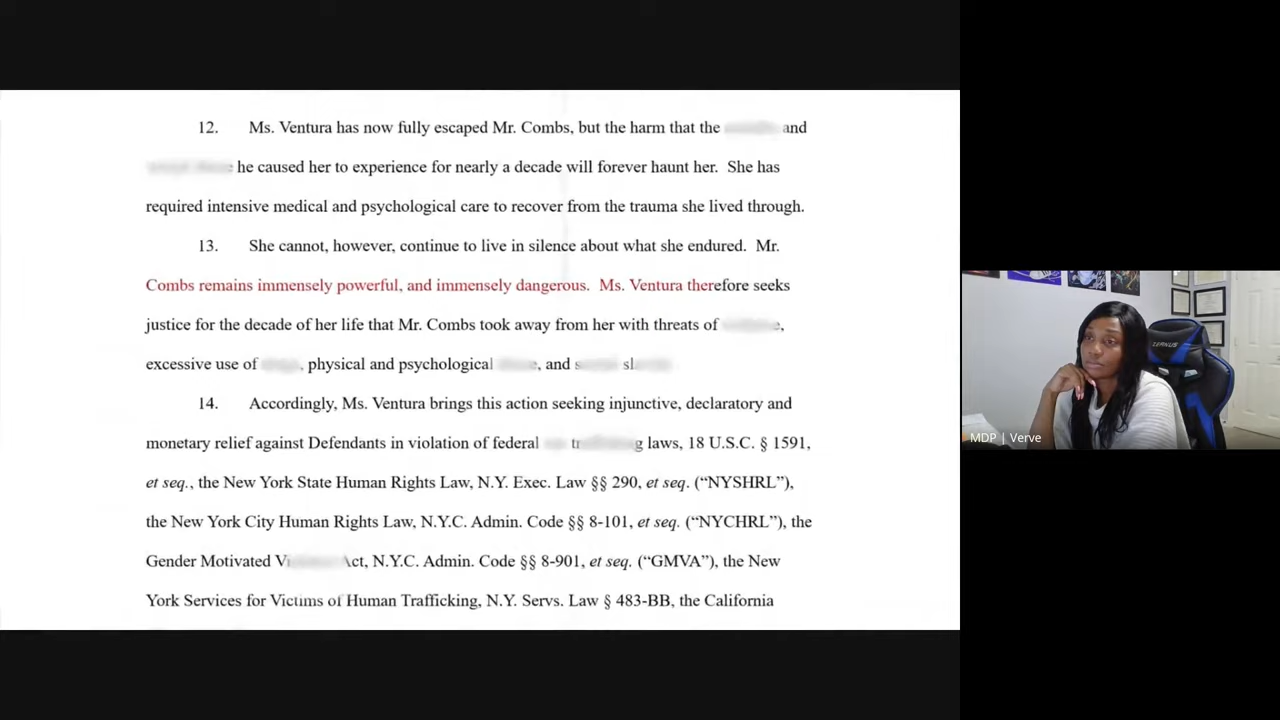 12. Ms. Ventura has now fully escaped Mr. Combs, but the harm that the and
he caused her to experience for nearly a decade will forever haunt her. She has
required intensive medical and psychological care to recover from the trauma she lived through.
13. She cannot, however, continue to live in silence about what she endured. Mr.
Combs remains immensely powerful, and immensely dangerous. Ms. Ventura therefore seeks
justice for the decade of her life that Mr. Combs took away from her with threats of ,
excessive use of , physical and psychological , and
14. Accordingly, Ms. Ventura brings this action seeking injunctive, declaratory and
monetary relief against Defendants in violation of federal laws, 18 U.S.C. § 1591,
et seq., the New York State Human Rights Law, N.Y. Exec. Law §§ 290, et seq. (“NYSHRL”),
the New York City Human Rights Law, N.Y.C. Admin. Code §§ 8-101, et seq. (“NYCHRL”), the
Gender Motivated Act, N.Y.C. Admin. Code §§ 8-901, et seq. (“GMVA”), the New
York Services for Victims of Human Trafficking, N.Y. Servs. Law § 483-BB, the California
MDP | Verve